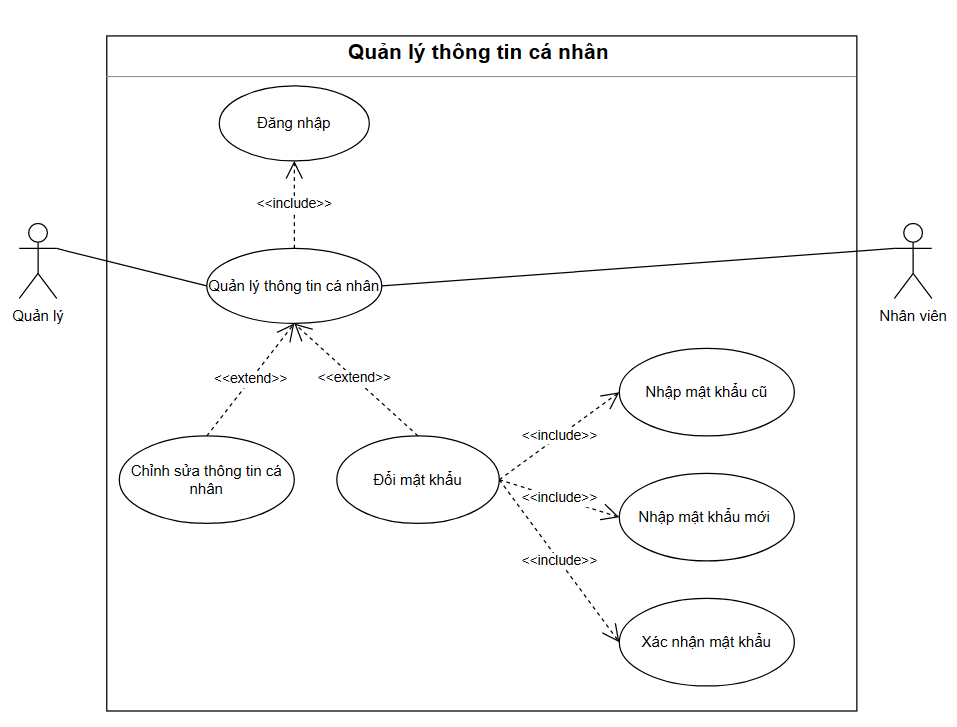 Quản lý thông tin cá nhân
Đăng nhập
<<include>>
Quản lý
Quản lý thông tin cá nhân
Nhân viên
<<extend>>
<<extend>>
Nhập mật khẩu cũ
<<include>>
Chỉnh sửa thông tin cá
nhân
Đổi mật khẩu
<<include>>
Nhập mật khẩu mới
<<include>>
Xác nhận mật khẩu